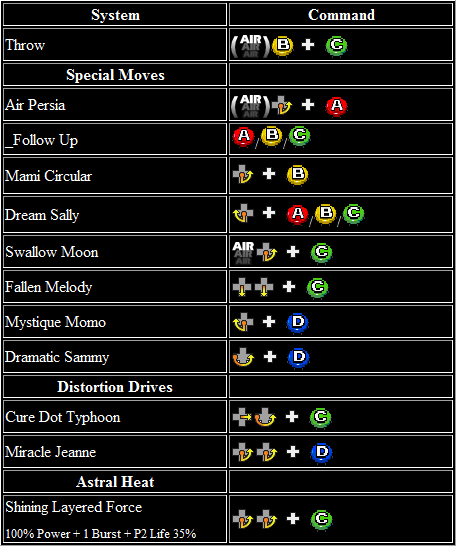 System Command
Throw (AIR) B + C
Special Moves
Air Persia (AIR) + A
_Follow Up A / B / C
Mami Circular + B
Dream Sally + A / B / C
Swallow Moon AIR + C
Fallen Melody + C
Mystique Momo + D
Dramatic Sammy + D
Distortion Drives
Cure Dot Typhoon + C
Miracle Jeanne + D
Astral Heat
Shining Layered Force + C
100% Power + 1 Burst + P2 Life 35%